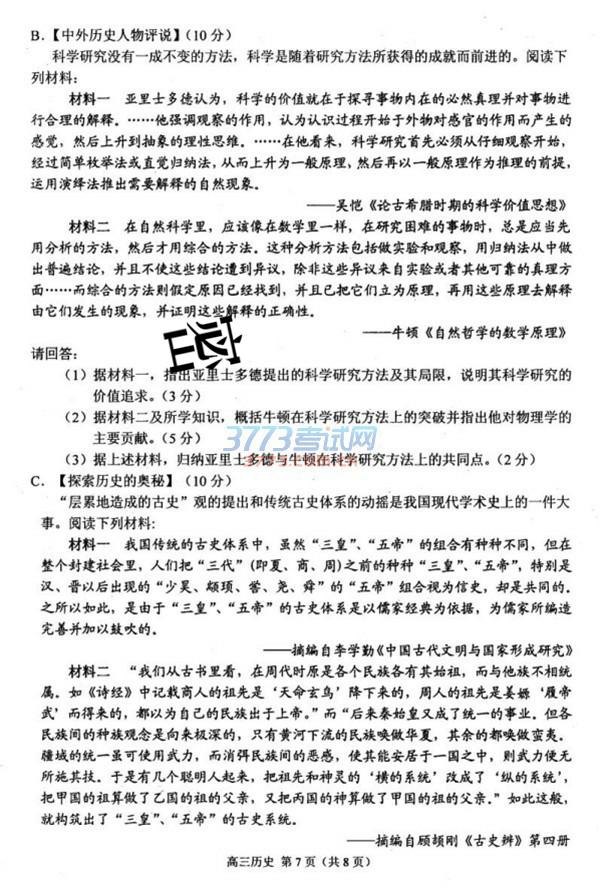 B.【中外历史人物评说】(10 分)
科学研究没有一成不变的方法，科学是随着研究方法所获得的成就而前进的。阅读下
列材料:
材料一 亚里士多德认为，科学的价值就在于探寻事物内在的必然真理并对事物进
行合理的解释。……他强调观察的作用，认为认识过程开始于外物对感官的作用而产生的
感觉，然后上升到抽象的理性思维。……在他看来，科学研究首先必须从仔细观察开始，
经过简单枚举法或直觉归纳法，从而上升为一般原理，然后再以一般原理作为推理的前提，
运用演绎法推出需要解释的自然现象。
——吴恺《论古希腊时期的科学价值思想》
材料二 在自然科学里，应该像在数学里一样，在研究困难的事物时，总是应当先
用分析的方法，然后才用综合的方法。这种分析方法包括做实验和观察，用归纳法从中做
出普遍结论，并且不使这些结论遭到异议，除非这些异议来自实验或者其他可靠的真理方
面……而综合的方法则假定原因已经找到，并且已把它们立为原理，再用这些原理去解释
由它们发生的现象，并证明这些解释的正确性。
——牛顿《自然哲学的数学原理》
请回答:
(1) 据材料一，指出亚里士多德提出的科学研究方法及其局限，说明其科学研究的
价值追求。(3 分)
(2) 据材料二及所学知识，概括牛顿在科学研究方法上的突破并指出他对物理学的
主要贡献。(5 分)
3773考试网
(3) 据上述材料，归纳亚里士多德与牛顿在科学研究方法上的共同点。(2 分)
C.【探索历史的奥秘】(10 分)
“层累地造成的古史”观的提出和传统古史体系的动摇是我国现代学术史上的一件大
事。阅读下列材料:
材料一 我国传统的古史体系中，虽然“三皇”、“五帝”的组合有种种不同，但在
整个封建社会里，人们把“三代”(即夏、商、周)之前的种种“三皇”、“五帝”，特别是
汉、晋以后出现的“少昊、颛顼、喾、尧、舜”的“五帝”组合视为信史，却是共同的。
之所以如此，是由于“三皇”、“五帝”的古史体系是以儒家经典为依据，为儒家所编造
完善并加以鼓吹的。
——摘编自李学勤《中国古代文明与国家形成研究》
材料二 “我们从古书里看，在周代时原是各个民族各有其始祖，而与他族不相统
属。如《诗经》中记载商人的祖先是‘天命玄鸟’降下来的，周人的祖先是姜嫄‘履帝
武’而得来的，都以为自己的民族出于上帝。”而“后来秦始皇又成了统一的事业。但各
民族间的种族观念是向来极深的，只有黄河下流的民族唤做华夏，其余的都唤做蛮夷。
疆域的统一虽可使用武力，而消弭民族间的恶感，使其能安居于一国之中，则武力便无
所施其技。于是有几个聪明人起来，把祖先和神灵的‘横的系统’改成了‘纵的系统’，
把甲国的祖算做了乙国的祖的父亲，又把丙国的神算做了甲国的祖的父亲。”如此这般，
就构筑出了“三皇”、“五帝”的古史系统。
——摘编自顾颉刚《古史辨》第四册
高三历史 第 7 页（共 8 页）